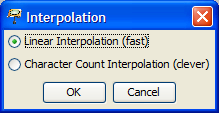 Interpolation
Linear Interpolation (fast)
Character Count Interpolation (clever)
OK Cancel